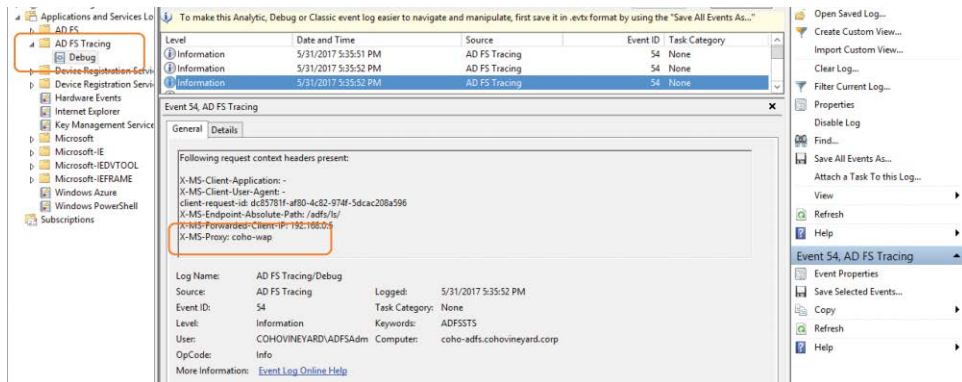 Applications and Services Lo
AD FS
AD FS Tracing
Debug
Device Registration Servi
Device Registration Servi
Hardware Events
Internet Explorer
Key Management Service
Microsoft
Microsoft-IE
Microsoft-IEDVTOOL
Microsoft-IEFRAME
Windows Azure
Windows PowerShell
Subscriptions
To make this Analytic, Debug or Classic event log easier to navigate and manipulate, first save it in .evtx format by using the "Save All Events As..."
Level Date and Time Source Event ID Task Category
Information 5/31/2017 5:35:51 PM AD FS Tracing 54 None
Information 5/31/2017 5:35:52 PM AD FS Tracing 54 None
Information 5/31/2017 5:35:52 PM AD FS Tracing 54 None
Event 54, AD FS Tracing
General Details
Following request context headers present:
X-MS-Client-Application: -
X-MS-Client-User-Agent: -
client-request-id: dc85781f-af80-4c82-974f-5dcac208a596
X-MS-Endpoint-Absolute-Path: /adfs/ls/
X-MS-Forwarded-Client-IP: 192.168.0.5
X-MS-Proxy: coho-wap
Log Name: AD FS Tracing/Debug
Source: AD FS Tracing Logged: 5/31/2017 5:35:52 PM
Event ID: 54 Task Category: None
Level: Information Keywords: ADFSSTS
User: COHOVINEYARD\ADFSAdm Computer: coho-adfs.cohovineyard.corp
OpCode: Info
More Information: Event Log Online Help
Open Saved Log...
Create Custom View...
Import Custom View...
Clear Log...
Filter Current Log...
Properties
Disable Log
Find...
Save All Events As...
Attach a Task To this Log...
View
Refresh
Help
Event 54, AD FS Tracing
Event Properties
Save Selected Events...
Copy
Refresh
Help